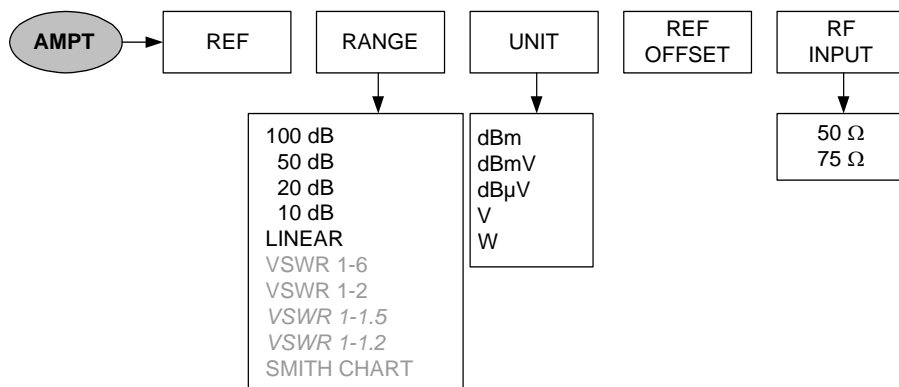 AMPT
REF
RANGE
UNIT
REF
OFFSET
RF
INPUT
100 dB
50 dB
20 dB
10 dB
LINEAR
VSWR 1-6
VSWR 1-2
VSWR 1-1.5
VSWR 1-1.2
SMITH CHART
dBm
dBmV
dBµV
V
W
50 Ω
75 Ω